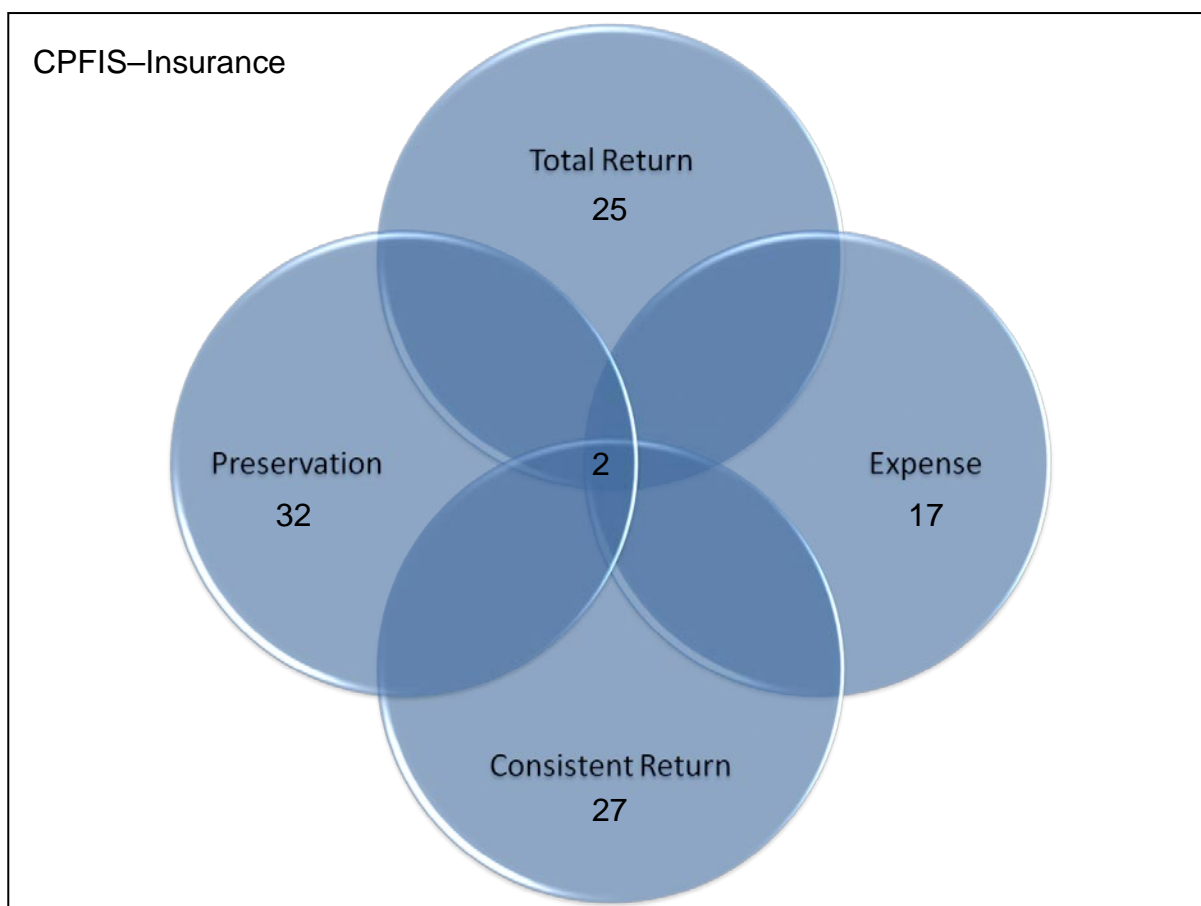 CPFIS–Insurance
Total Return
25
Preservation
32
2
Expense
17
Consistent Return
27